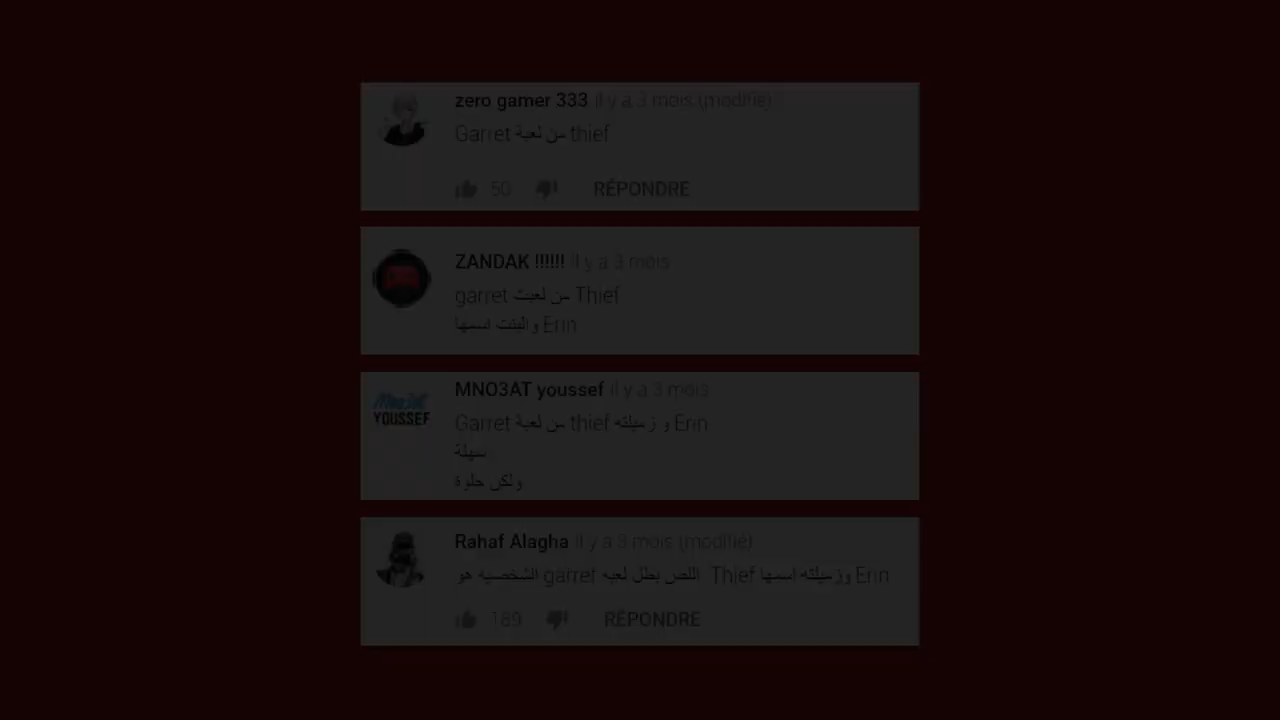 zero gamer 333 il y a 3 mois (modifié)
Garret من لعبة thief
50 RÉPONDRE
ZANDAK !!!!!! il y a 3 mois
garret من لعبت Thief
والبنت اسمها Erin
MNO3AT youssef il y a 3 mois
Garret من لعبة thief و زميلته Erin
سهلة
ولكن حلوة
YOUSSEF
Rahaf Alagha il y a 3 mois (modifié)
الشخصيه هو garref اللص بطل لعبه Thief وزميلته اسمها Erin
189 RÉPONDRE